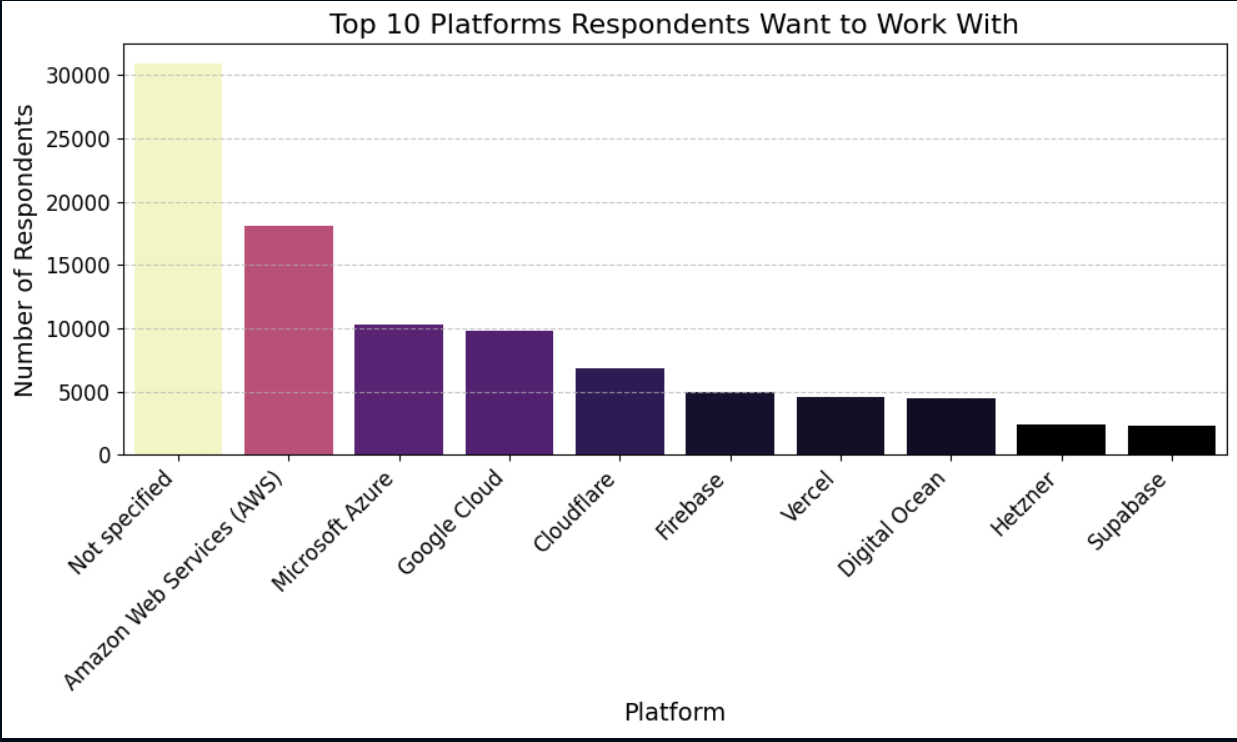 Top 10 Platforms Respondents Want to Work With
Number of Respondents
30000
25000
20000
15000
10000
5000
0
Not specified
Amazon Web Services (AWS)
Microsoft Azure
Google Cloud
Cloudflare
Firebase
Vercel
Digital Ocean
Hetzner
Supabase
Platform